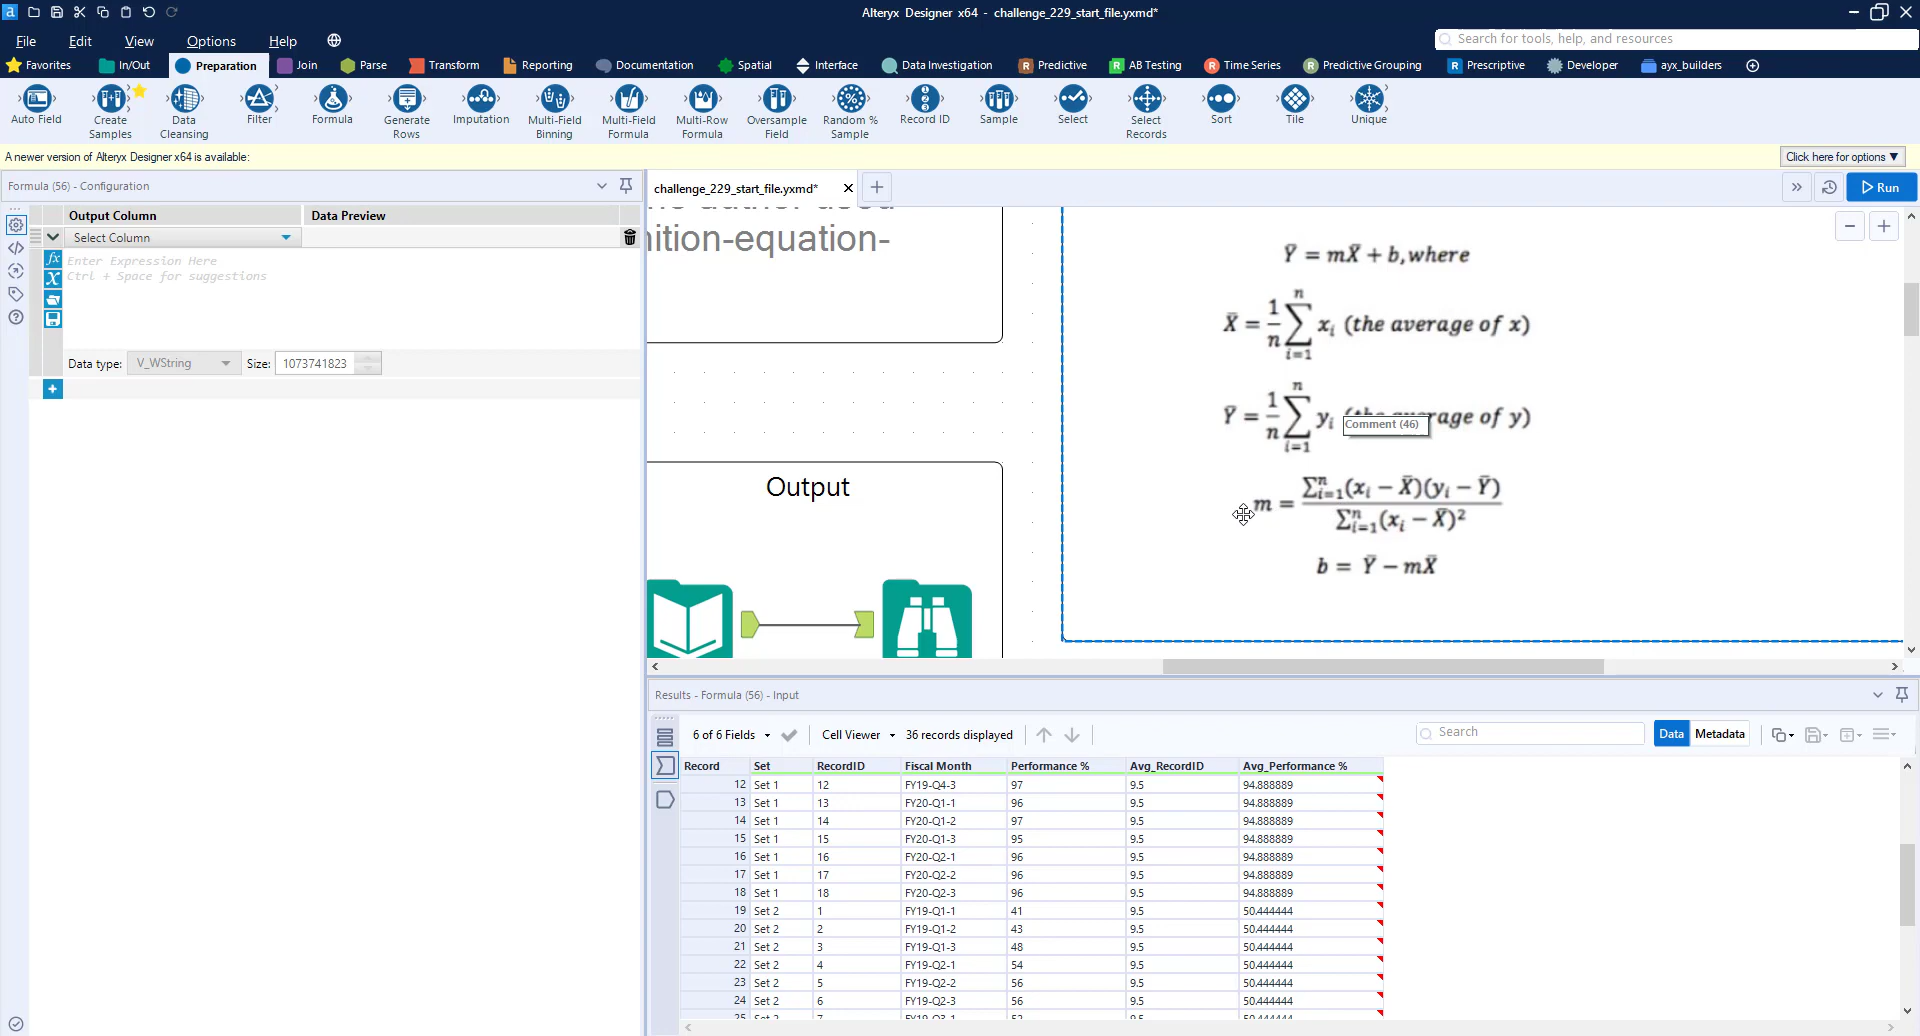 Alteryx Designer x64 - challenge_229_start_file.yxmd*
File Edit View Options Help
Search for tools, help, and resources
Favorites In/Out Preparation Join Parse Transform Reporting Documentation Spatial Interface Data Investigation Predictive AB Testing Time Series Predictive Grouping Prescriptive Developer ayx_builders
Auto Field
Create Samples
Data Cleansing
Filter
Formula
Generate Rows
Imputation
Multi-Field Binning
Multi-Field Formula
Multi-Row Formula
Oversample Field
Random % Sample
Record ID
Sample
Select
Select Records
Sort
Tile
Unique
A newer version of Alteryx Designer x64 is available:
Click here for options ▼
Formula (56) - Configuration
Output Column Data Preview
Select Column
Enter Expression Here
Ctrl + Space for suggestions
Data type: V_WString Size: 1073741823
challenge_229_start_file.yxmd*
Run
nition-equation-
Output
Ȳ = mX̄ + b, where
X̄ = 1/n ∑ⁿᵢ₌₁ xᵢ (the average of x)
Ȳ = 1/n ∑ⁿᵢ₌₁ yᵢ (the average of y)
Comment (46)
m = ∑ⁿᵢ₌₁(xᵢ − X̄)(yᵢ − Ȳ) / ∑ⁿᵢ₌₁(xᵢ − X̄)²
b = Ȳ − mX̄
Results - Formula (56) - Input
6 of 6 Fields Cell Viewer 36 records displayed Search Data Metadata
Record Set RecordID Fiscal Month Performance % Avg_RecordID Avg_Performance %
12 Set 1 12 FY19-Q4-3 97 9.5 94.888889
13 Set 1 13 FY20-Q1-1 96 9.5 94.888889
14 Set 1 14 FY20-Q1-2 97 9.5 94.888889
15 Set 1 15 FY20-Q1-3 95 9.5 94.888889
16 Set 1 16 FY20-Q2-1 96 9.5 94.888889
17 Set 1 17 FY20-Q2-2 96 9.5 94.888889
18 Set 1 18 FY20-Q2-3 96 9.5 94.888889
19 Set 2 1 FY19-Q1-1 41 9.5 50.444444
20 Set 2 2 FY19-Q1-2 43 9.5 50.444444
21 Set 2 3 FY19-Q1-3 48 9.5 50.444444
22 Set 2 4 FY19-Q2-1 54 9.5 50.444444
23 Set 2 5 FY19-Q2-2 56 9.5 50.444444
24 Set 2 6 FY19-Q2-3 56 9.5 50.444444